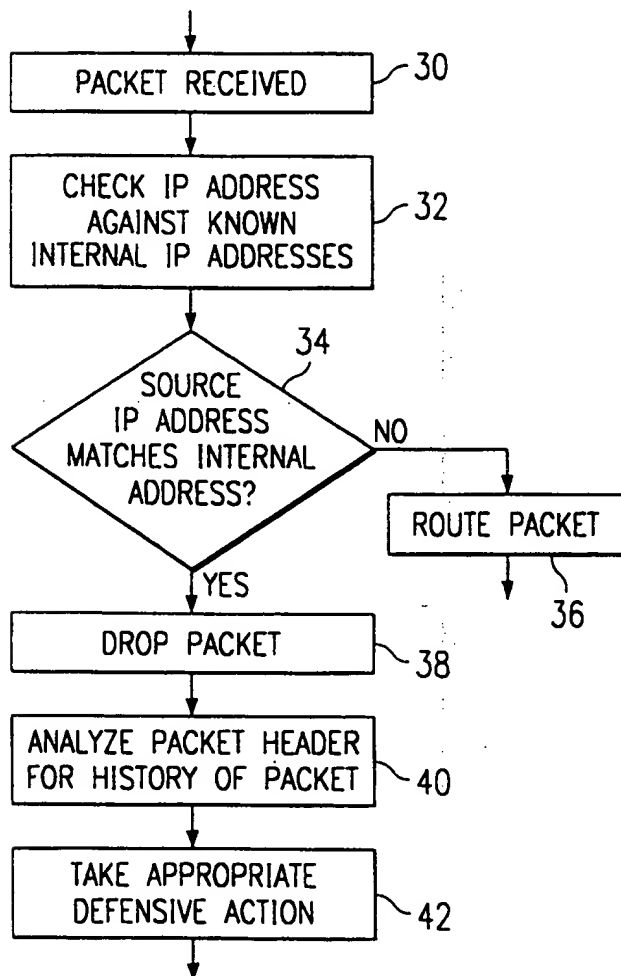 PACKET RECEIVED
30
CHECK IP ADDRESS
AGAINST KNOWN
INTERNAL IP ADDRESSES
32
34
SOURCE
IP ADDRESS
MATCHES INTERNAL
ADDRESS?
NO
ROUTE PACKET
36
YES
DROP PACKET
38
ANALYZE PACKET HEADER
FOR HISTORY OF PACKET
40
TAKE APPROPRIATE
DEFENSIVE ACTION
42